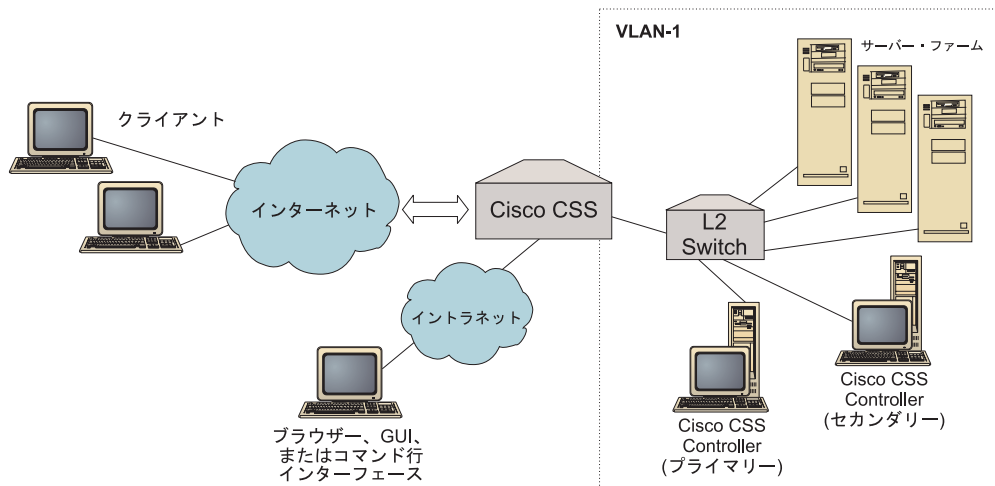 VLAN-1
サーバー・ファーム
クライアント
インターネット
Cisco CSS
L2
Switch
イントラネット
ブラウザー、GUI、
またはコマンド行
インターフェース
Cisco CSS
Controller
(プライマリー)
Cisco CSS
Controller
(セカンダリー)